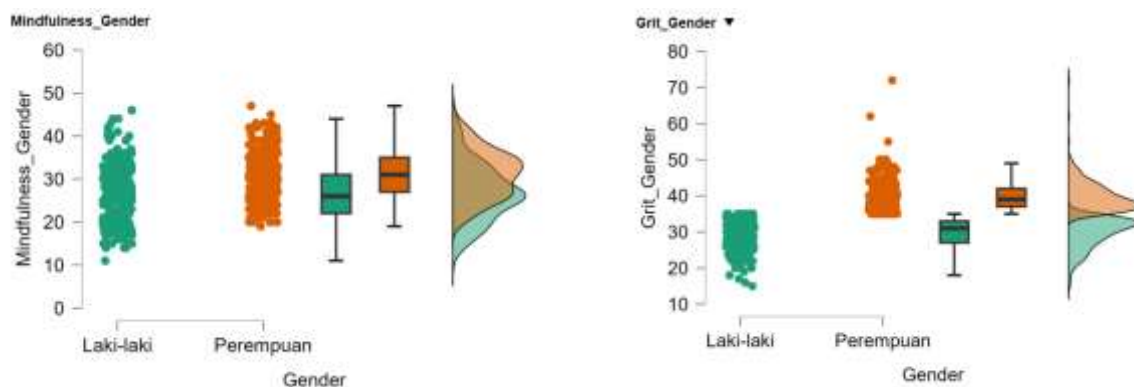 Mindfulness_Gender
60
50
40
30
20
10
0
Mindfulness_Gender
Laki-laki Perempuan
Gender
Grit_Gender ▼
80
70
60
50
40
30
20
10
Grit_Gender
Laki-laki Perempuan
Gender